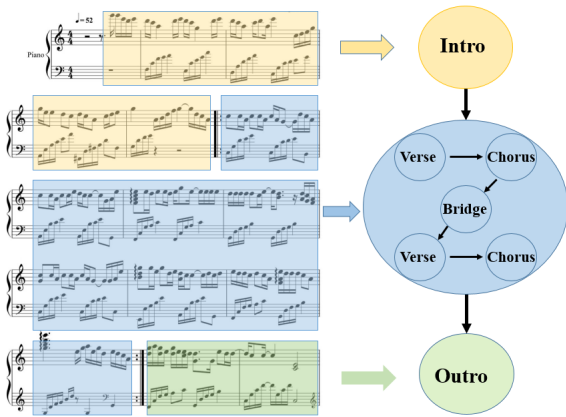 ♩= 52
Piano
Intro
Verse
Chorus
Bridge
Verse
Chorus
Outro